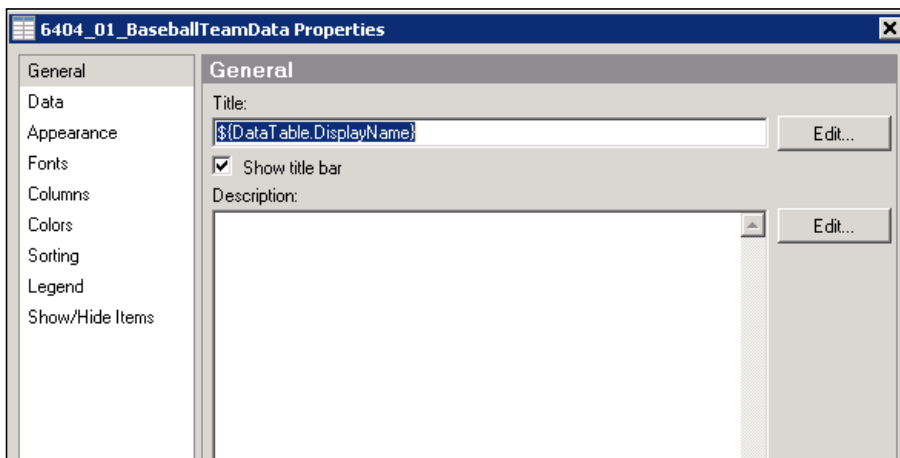 6404_01_BaseballTeamData Properties
General
Data
Appearance
Fonts
Columns
Colors
Sorting
Legend
Show/Hide Items
General
Title:
${DataTable.DisplayName}
Edit...
Show title bar
Description:
Edit...